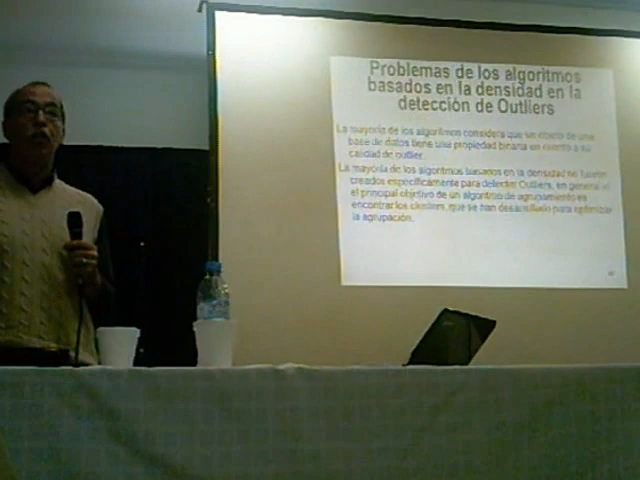 Problemas de los algoritmos
basados en la densidad en la
detección de Outliers
La mayoría de los algoritmos considera que un objeto de una
base de datos tiene una propiedad binaria en cuanto a su
calidad de outlier.
La mayoría de los algoritmos basados en la densidad no fueron
creados específicamente para detectar Outliers, en general
el principal objetivo de un algoritmo de agrupamiento es
encontrar los clusters, que se han desarrollado para optimizar
la agrupación.